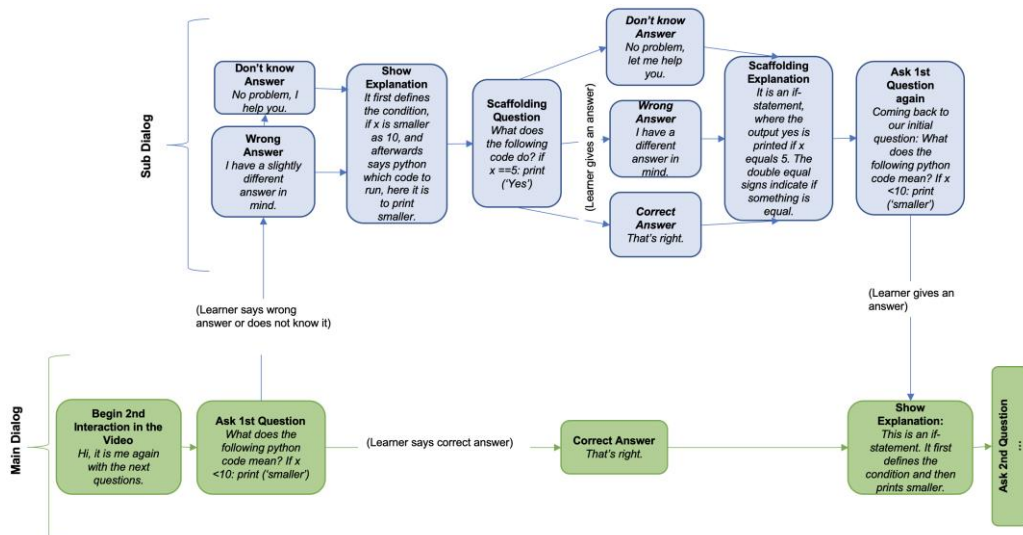 Sub Dialog
Don't know
Answer
No problem, I
help you.
Wrong
Answer
I have a slightly
different
answer in
mind.
Show
Explanation
It first defines
the condition,
if x is smaller
as 10, and
afterwards
says python
which code to
run, here it is
to print
smaller.
Scaffolding
Question
What does
the following
code do? if
x ==5: print
('Yes')
(Learner gives an answer)
Don't know
Answer
No problem,
let me help
you.
Wrong
Answer
I have a
different
answer in
mind.
Correct
Answer
That's right.
Scaffolding
Explanation
It is an if-
statement,
where the
output yes is
printed if x
equals 5. The
double equal
signs indicate if
something is
equal.
Ask 1st
Question
again
Coming back to
our initial
question: What
does the
following python
code mean? If x
<10: print
('smaller')
(Learner says wrong
answer or does not know it)
(Learner gives an
answer)
Main Dialog
Begin 2nd
Interaction in the
Video
Hi, it is me again
with the next
questions.
Ask 1st Question
What does the
following python
code mean? If x
<10: print ('smaller')
(Learner says correct answer)
Correct Answer
That's right.
Show
Explanation:
This is an if-
statement. It first
defines the
condition and then
prints smaller.
Ask 2nd Question
...